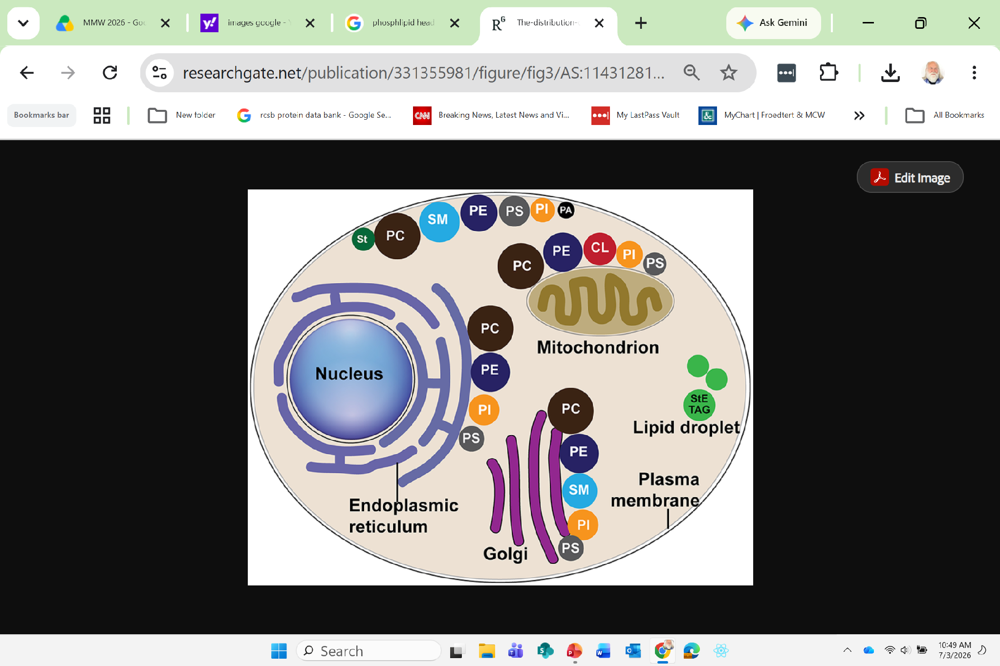 MMW 2026 - Goo
images google - Y
phosphlipid head
The-distribution-o
Ask Gemini
researchgate.net/publication/331355981/figure/fig3/AS:11431281...
Bookmarks bar
New folder
rcsb protein data bank - Google Se...
CNN
Breaking News, Latest News and Vi...
My LastPass Vault
MyChart | Froedtert & MCW
All Bookmarks
Edit Image
St
PC
SM
PE
PS
PI
PA
PC
PE
CL
PI
PS
Mitochondrion
Nucleus
PC
PE
PI
PS
Endoplasmic
reticulum
PC
PE
SM
PI
PS
Golgi
StE
TAG
Lipid droplet
Plasma
membrane
Search
10:49 AM
7/3/2026